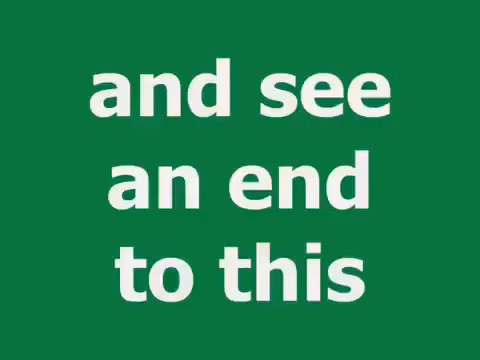 and see
an end
to this